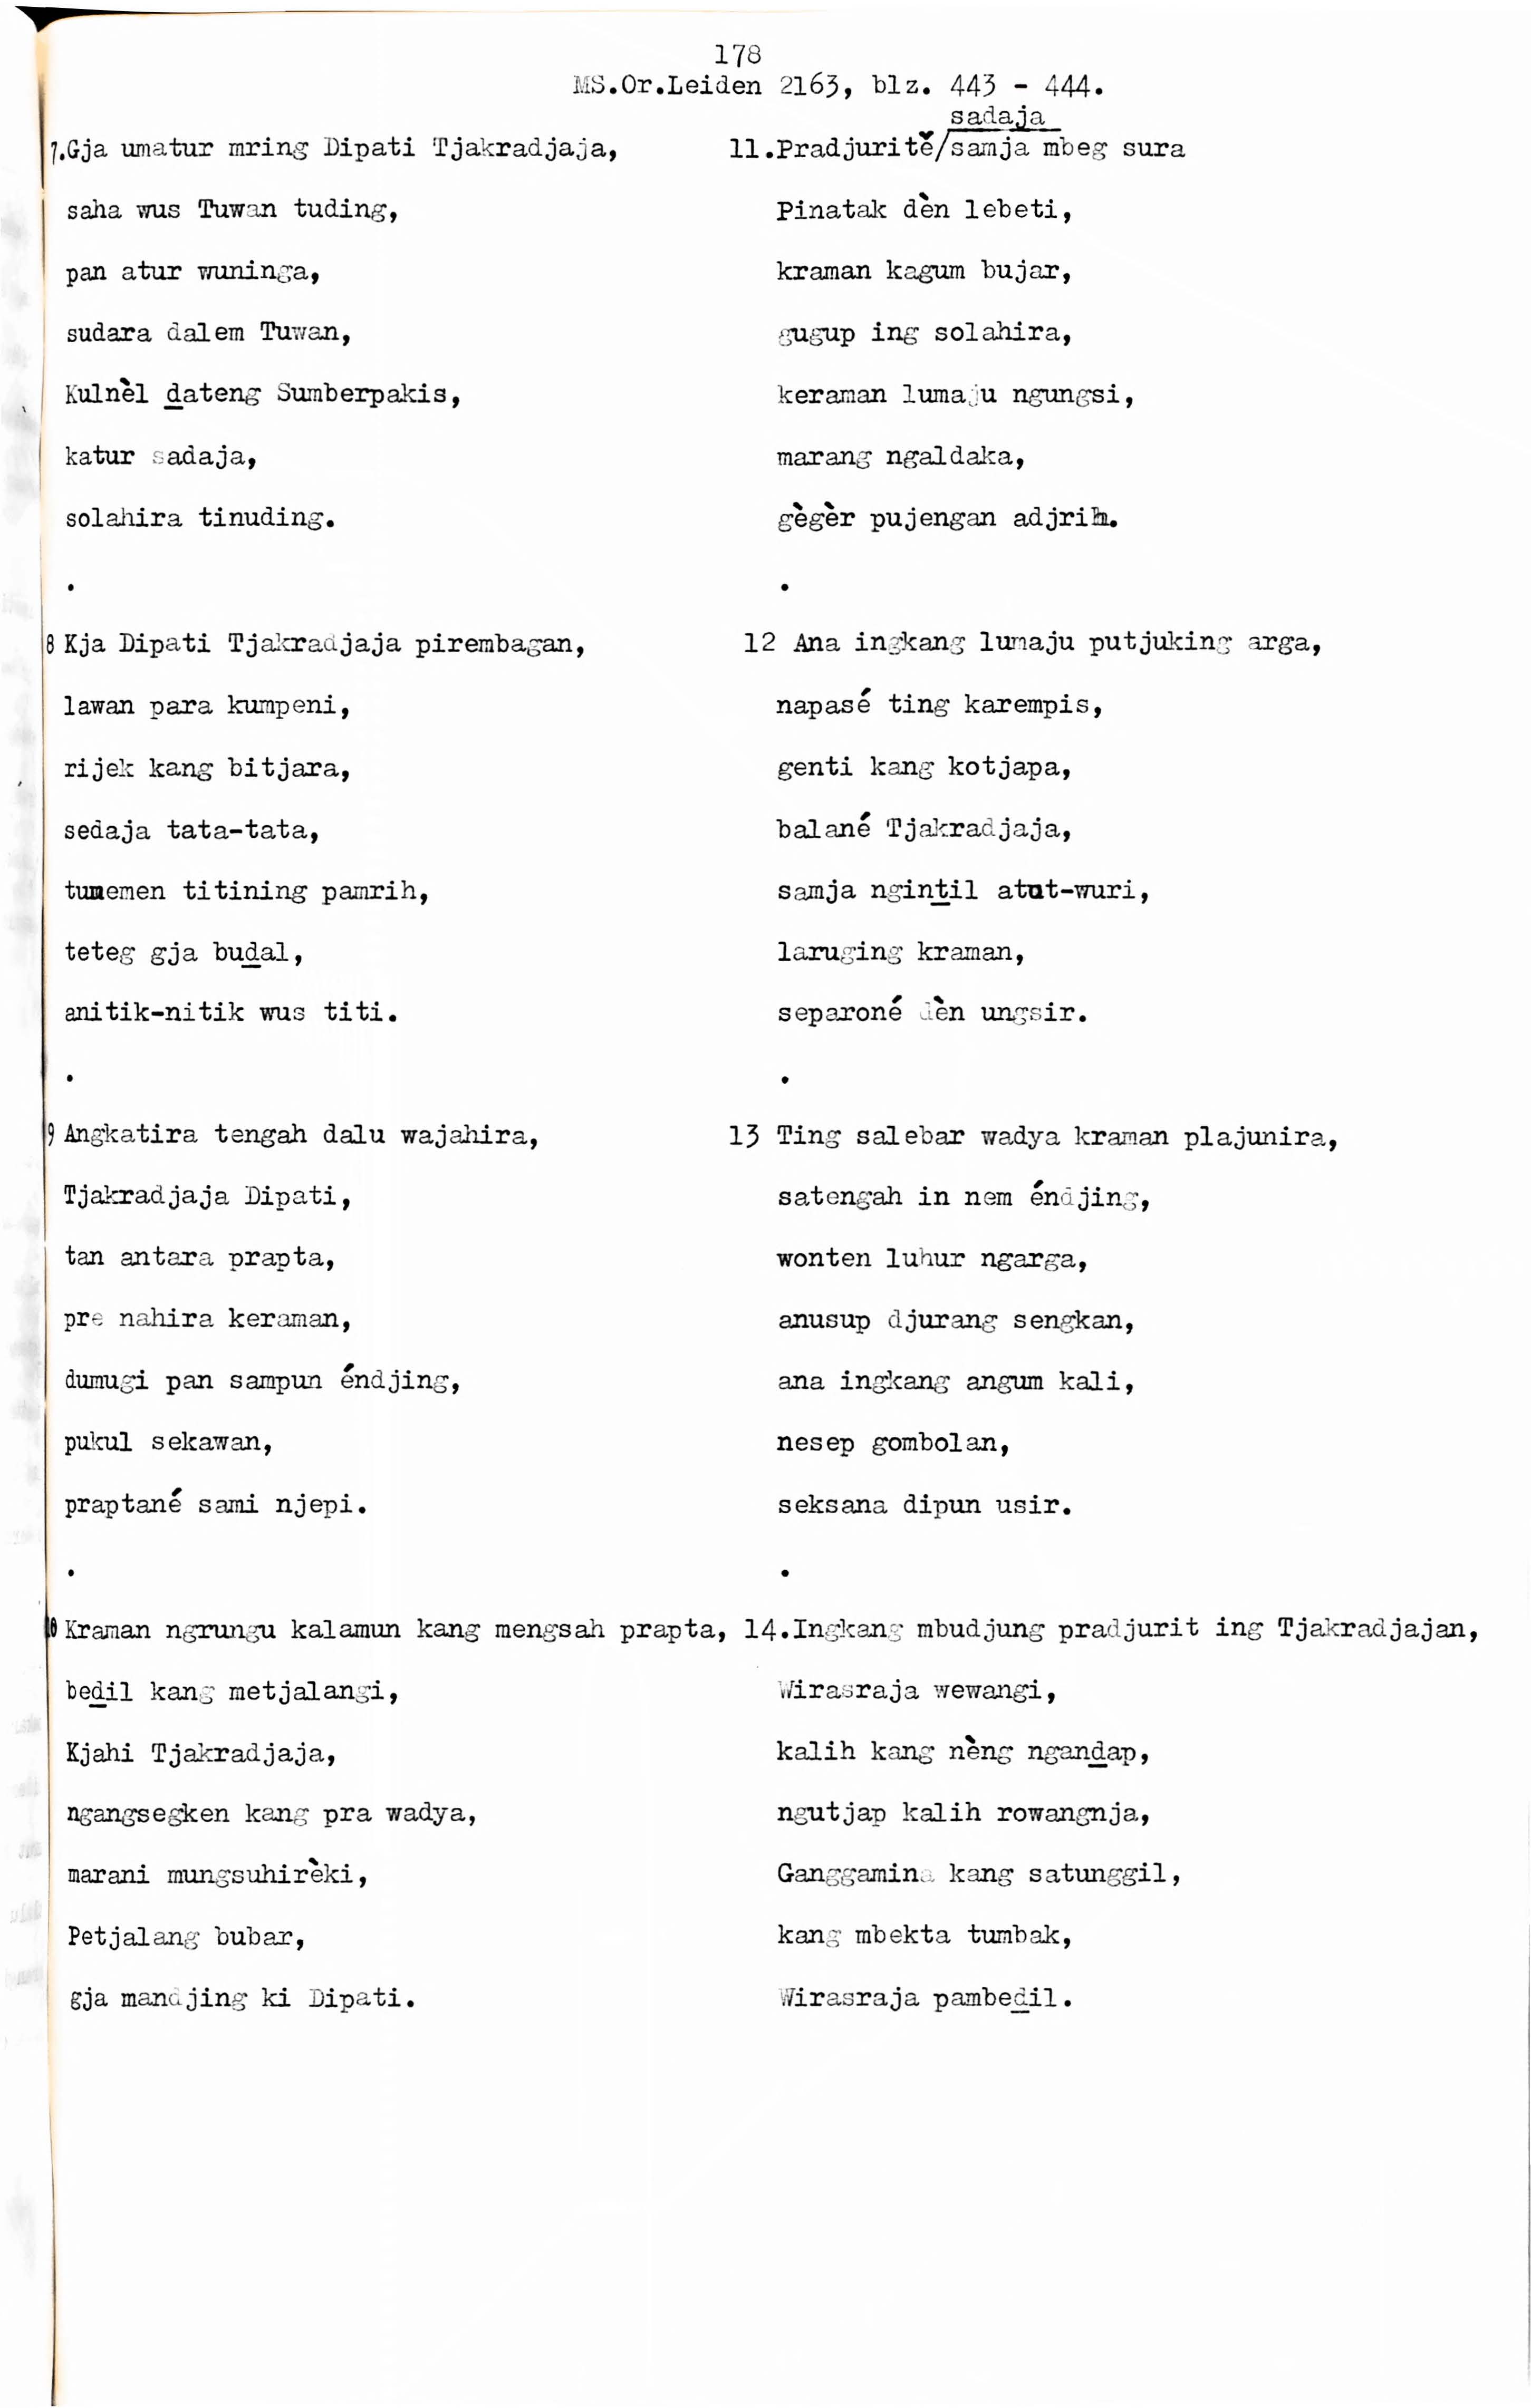 178
MS.Or.Leiden 2163, blz. 443 - 444.
7.Gja umatur mring Dipati Tjakradjaja,
saha wus Tuwan tuding,
pan atur wuninga,
sudara dalem Tuwan,
Kulnèl ḏateng Sumberpakis,
katur sadaja,
solahira tinuding.
.
8 Kja Dipati Tjakradjaja pirembagan,
lawan para kumpeni,
rijek kang bitjara,
sedaja tata-tata,
tumemen titining pamrih,
teteg gja buḏal,
anitik-nitik wus titi.
.
9 Angkatira tengah dalu wajahira,
Tjakradjaja Dipati,
tan antara prapta,
pre nahira keraman,
dumugi pan sampun éndjing,
pukul sekawan,
praptané sami njepi.
.
10 Kraman ngrungu kalamun kang mengsah prapta,
beḏil kang metjalangi,
Kjahi Tjakradjaja,
ngangsegken kang pra wadya,
marani mungsuhirèki,
Petjalang bubar,
gja mandjing ki Dipati.
sadaja
11.Pradjuritě/samja mbeg sura
Pinatak dèn lebeti,
kraman kagum bujar,
gugup ing solahira,
keraman lumaju ngungsi,
marang ngaldaka,
gègèr pujengan adjrih.
.
12 Ana ingkang lumaju putjuking arga,
napasé ting karempis,
genti kang kotjapa,
balané Tjakradjaja,
samja nginṯil atut-wuri,
laruging kraman,
separoné dèn ungsir.
.
13 Ting salebar wadya kraman plajunira,
satengah in nem éndjing,
wonten luhur ngarga,
anusup djurang sengkan,
ana ingkang angum kali,
nesep gombolan,
seksana dipun usir.
.
14.Ingkang mbudjung pradjurit ing Tjakradjajan,
Wirasraja wewangi,
kalih kang nèng nganḏap,
ngutjap kalih rowangnja,
Ganggamina kang satunggil,
kang mbekta tumbak,
Wirasraja pambeḏil.